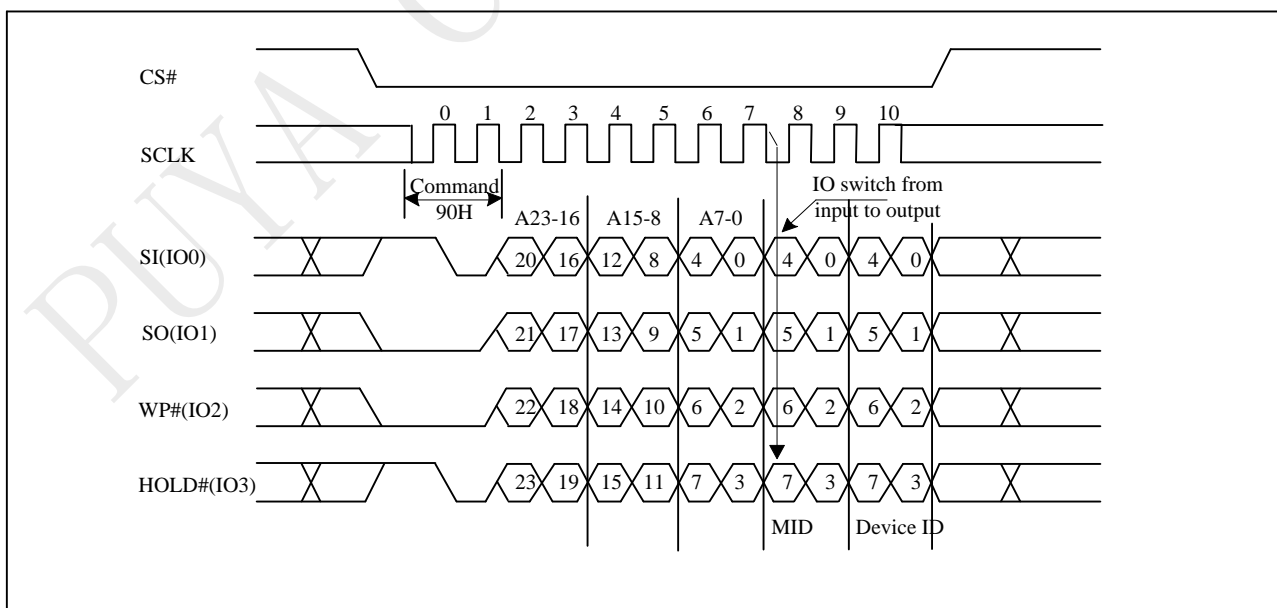 PUYA
CS#
0 1 2 3 4 5 6 7 8 9 10
SCLK
Command
90H
IO switch from
input to output
A23-16 A15-8 A7-0
SI(IO0)
20 16 12 8 4 0 4 0 4 0
SO(IO1)
21 17 13 9 5 1 5 1 5 1
WP#(IO2)
22 18 14 10 6 2 6 2 6 2
HOLD#(IO3)
23 19 15 11 7 3 7 3 7 3
MID Device ID